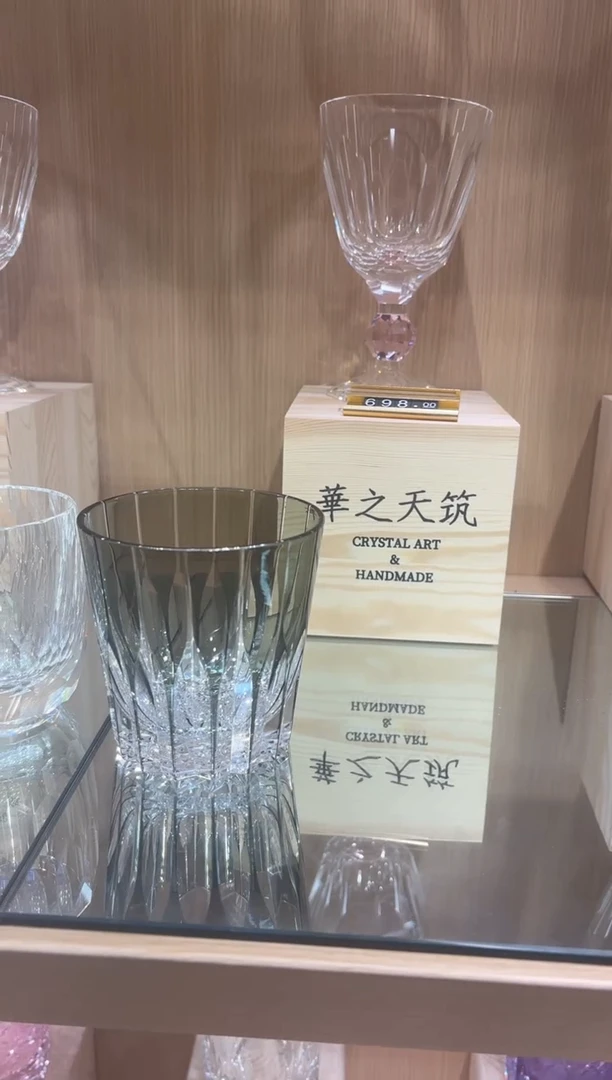 698.00
華之天筑
CRYSTAL ART
&
HANDMADE